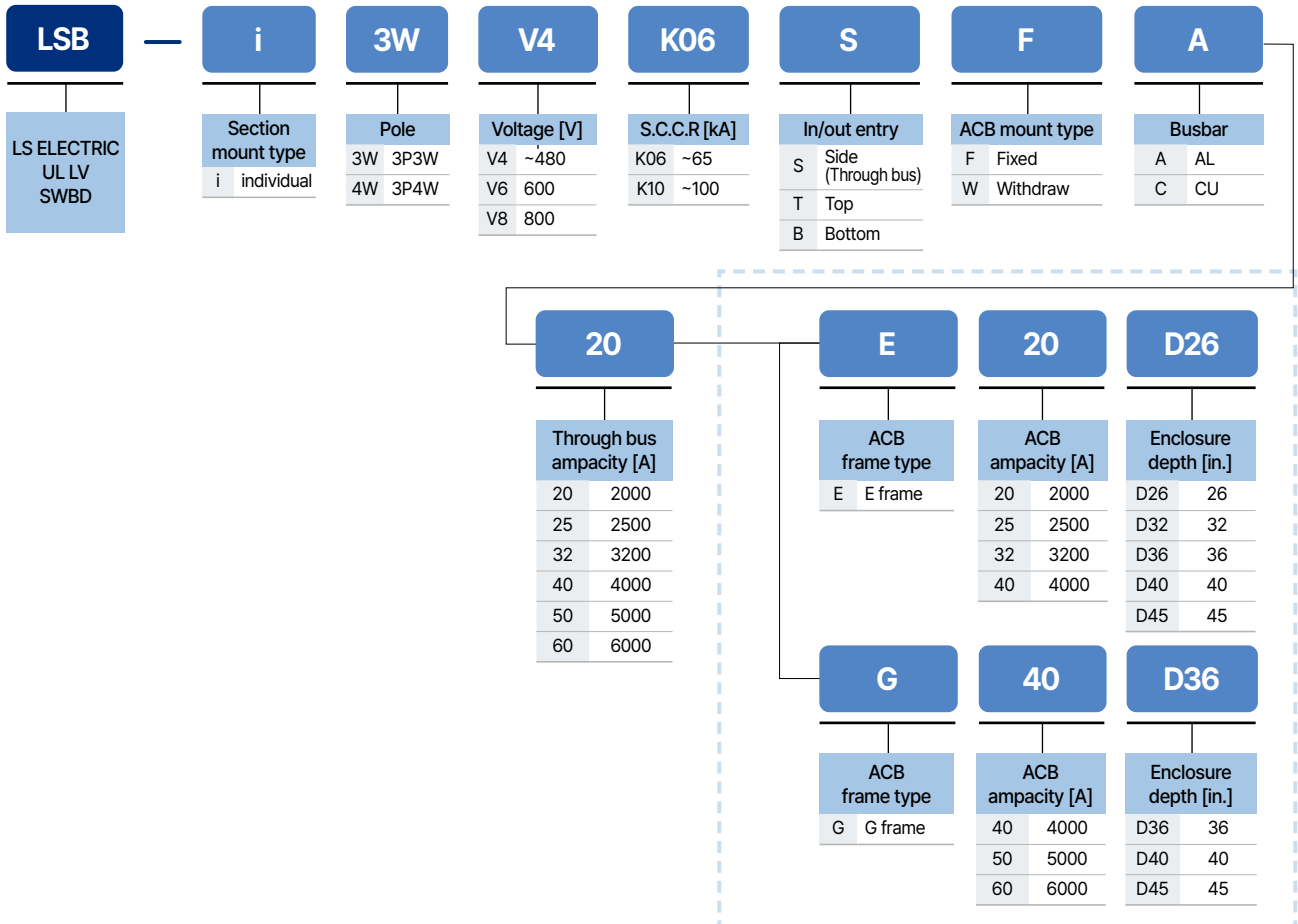 LSB — i 3W V4 K06 S F A
LS ELECTRIC
UL LV
SWBD
Section
mount type
i individual
Pole
3W 3P3W
4W 3P4W
Voltage [V]
V4 ~480
V6 600
V8 800
S.C.C.R [kA]
K06 ~65
K10 ~100
In/out entry
S Side
(Through bus)
T Top
B Bottom
ACB mount type
F Fixed
W Withdraw
Busbar
A AL
C CU
20 E 20 D26
Through bus
ampacity [A]
20 2000
25 2500
32 3200
40 4000
50 5000
60 6000
ACB
frame type
E E frame
ACB
ampacity [A]
20 2000
25 2500
32 3200
40 4000
Enclosure
depth [in.]
D26 26
D32 32
D36 36
D40 40
D45 45
G 40 D36
ACB
frame type
G G frame
ACB
ampacity [A]
40 4000
50 5000
60 6000
Enclosure
depth [in.]
D36 36
D40 40
D45 45